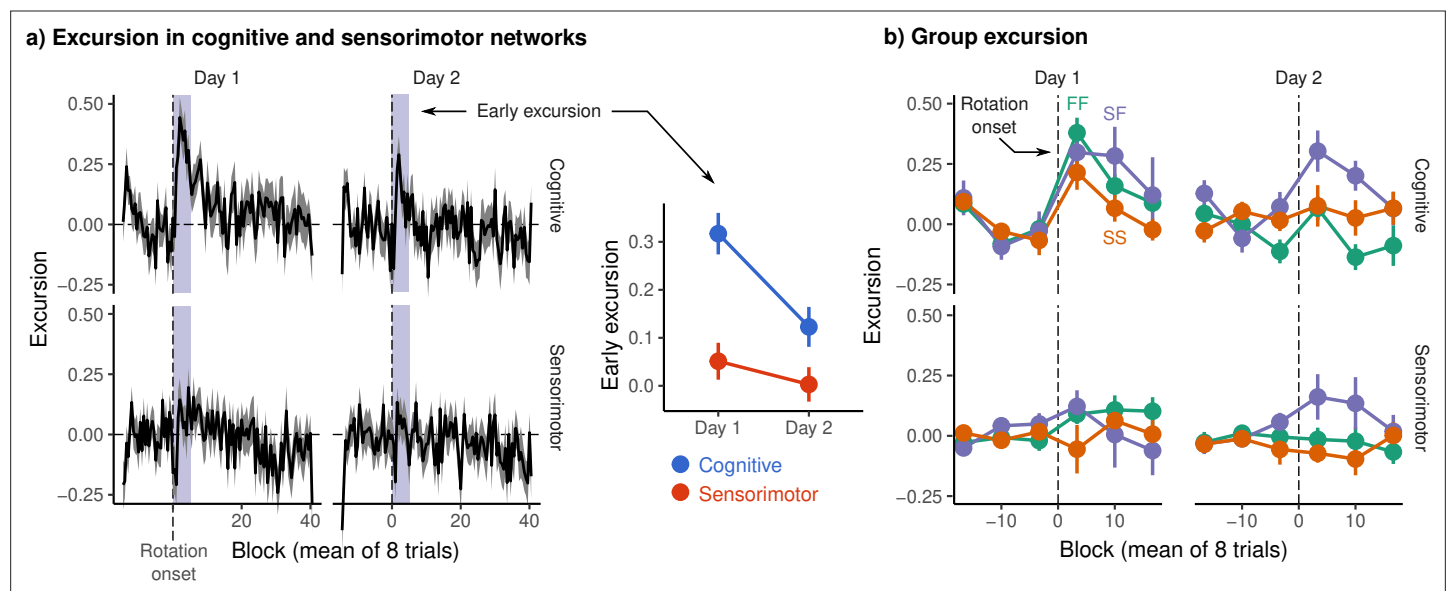 a) Excursion in cognitive and sensorimotor networks
Day 1
Day 2
Early excursion
0.50
0.25
0.00
−0.25
Cognitive
0.50
0.25
0.00
−0.25
Sensorimotor
Excursion
0
20
40
0
20
40
Rotation
onset
Block (mean of 8 trials)
Early excursion
0.3
0.2
0.1
0.0
Day 1
Day 2
Cognitive
Sensorimotor
b) Group excursion
Day 1
Day 2
Rotation
onset
FF
SF
SS
0.50
0.25
0.00
−0.25
Cognitive
0.50
0.25
0.00
−0.25
Sensorimotor
Excursion
−10
0
10
−10
0
10
Block (mean of 8 trials)